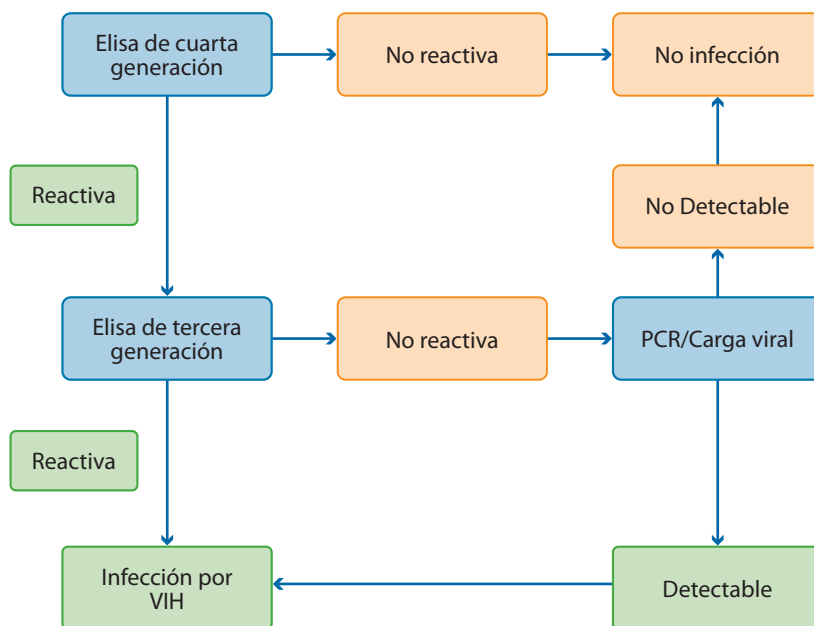 Elisa de cuarta
generación
No reactiva
No infección
Reactiva
No Detectable
Elisa de tercera
generación
No reactiva
PCR/Carga viral
Reactiva
Infección por
VIH
Detectable